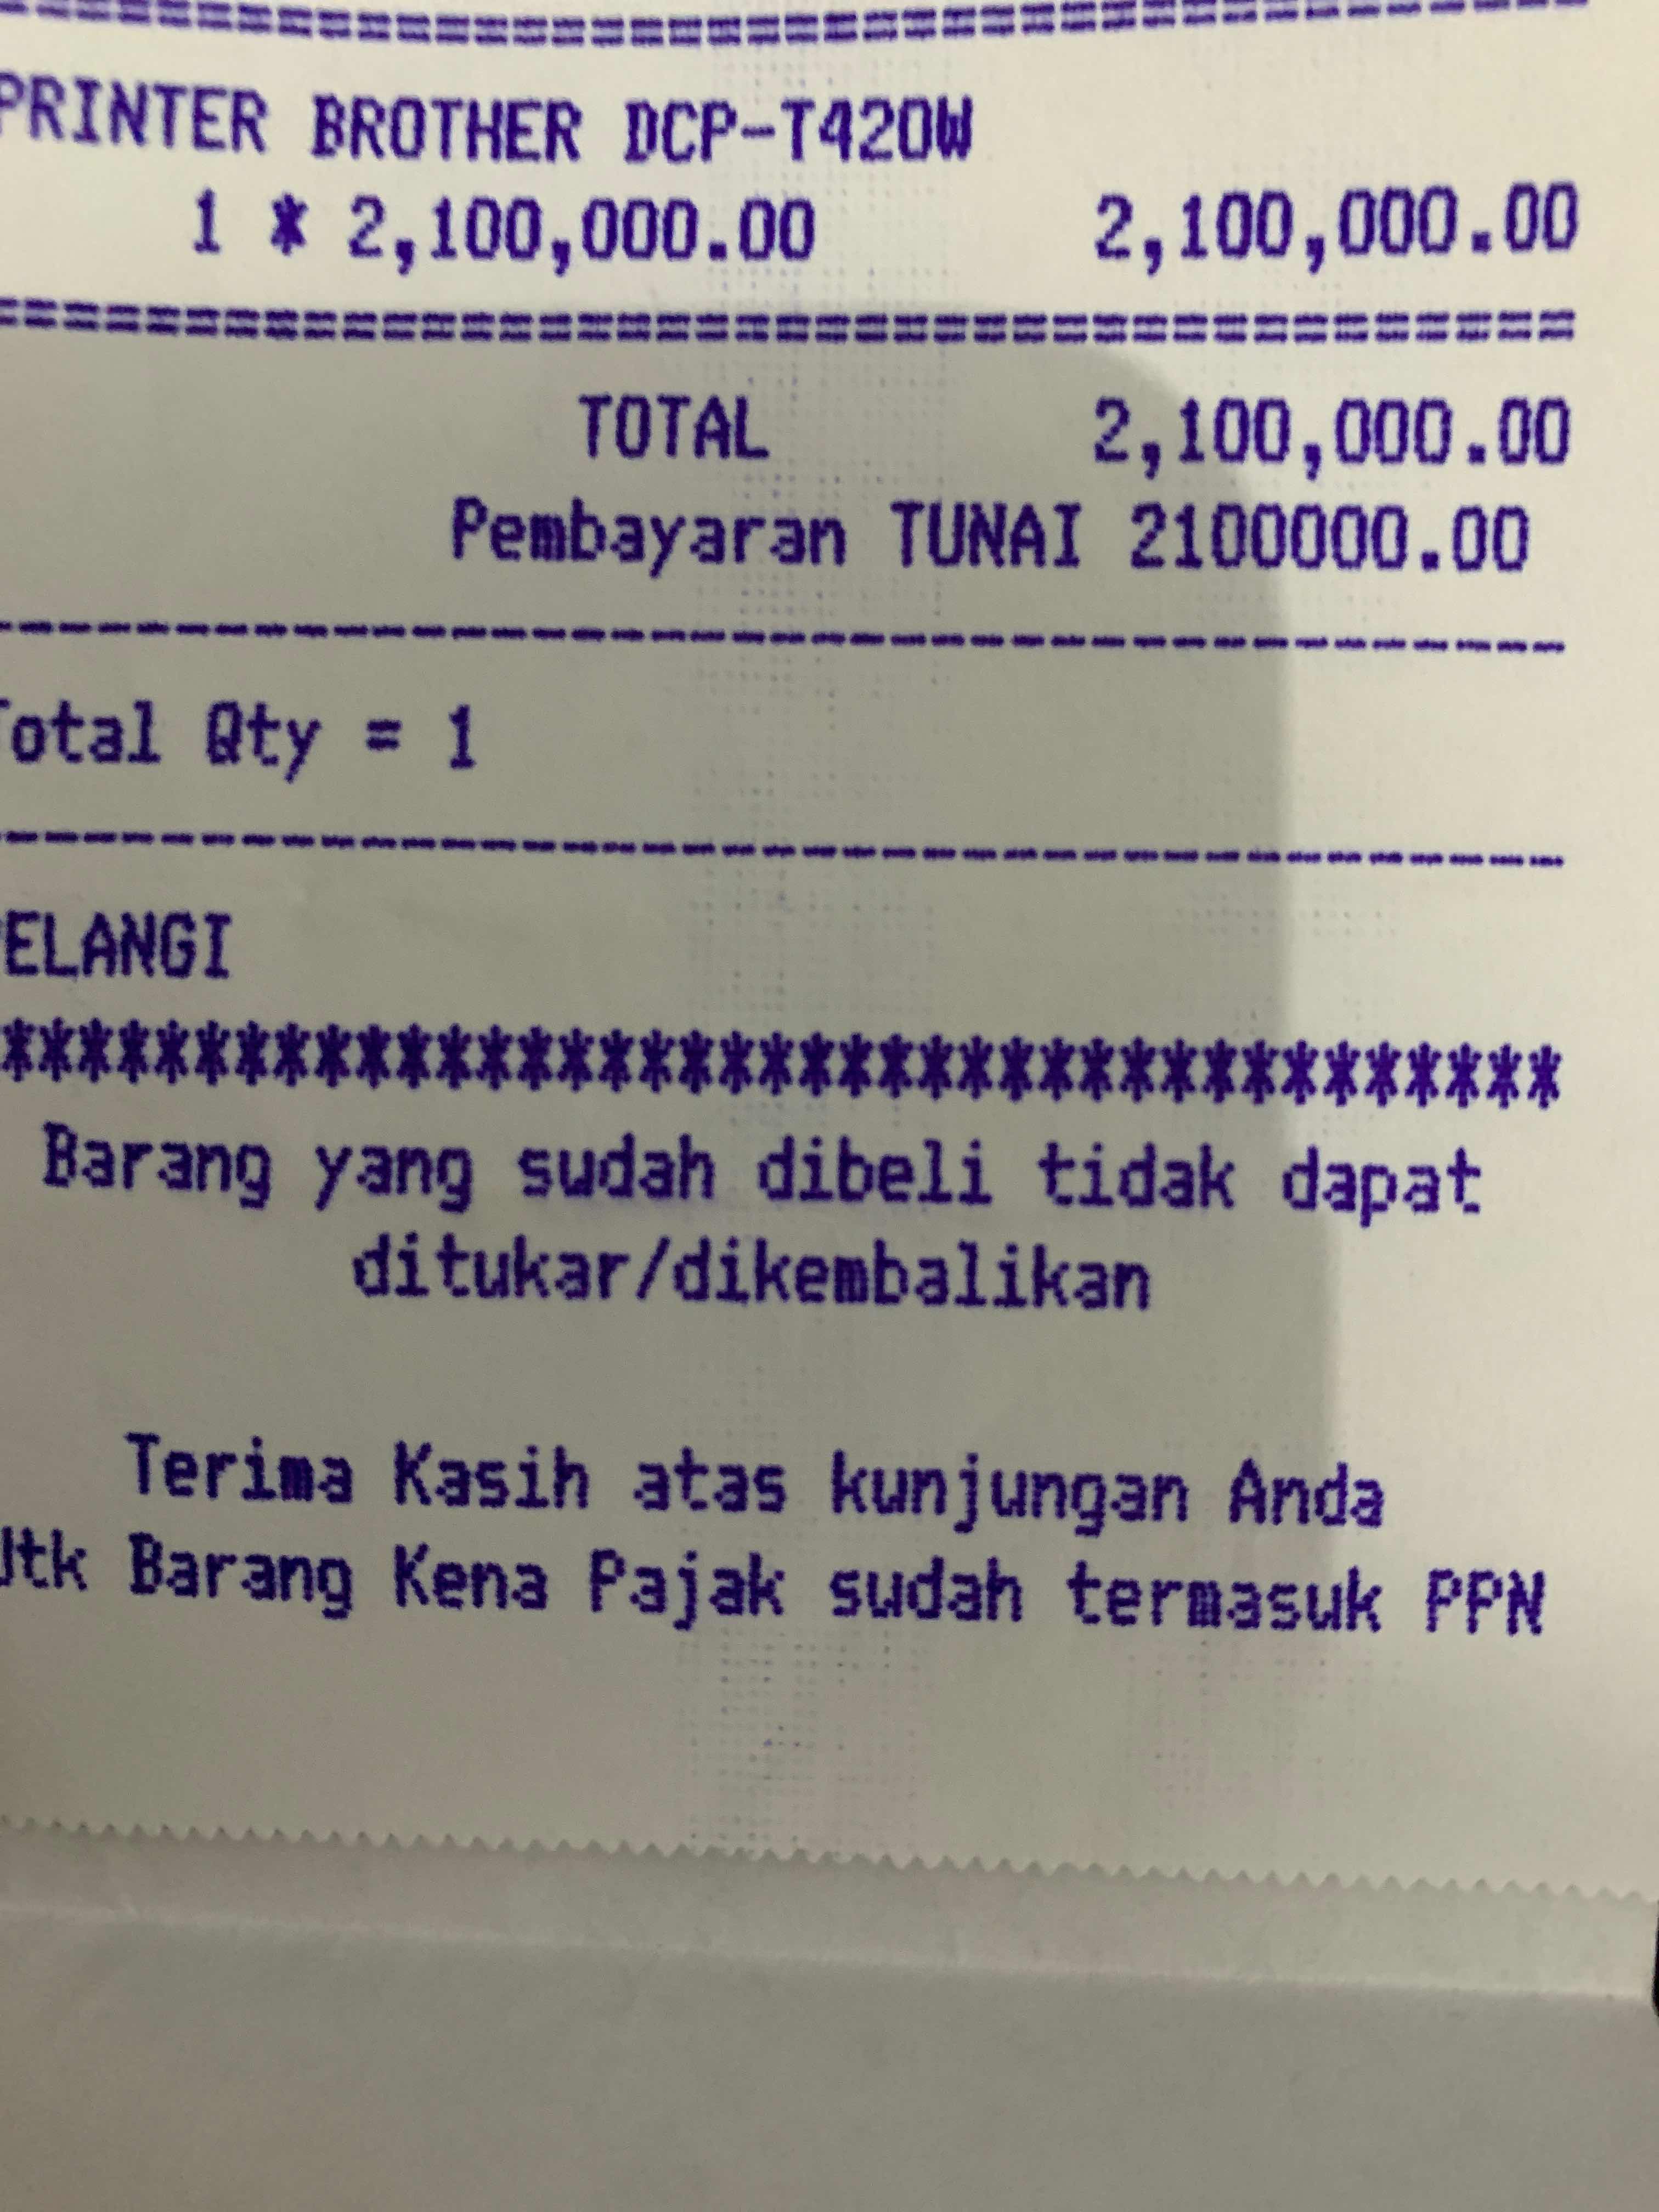 ========================================
PRINTER BROTHER DCP-T420W
1 * 2,100,000.00 2,100,000.00
========================================
TOTAL 2,100,000.00
Pembayaran TUNAI 2100000.00
----------------------------------------
Total Qty = 1
----------------------------------------
ELANGI
***************************************
Barang yang sudah dibeli tidak dapat
ditukar/dikembalikan
Terima Kasih atas kunjungan Anda
Utk Barang Kena Pajak sudah termasuk PPN